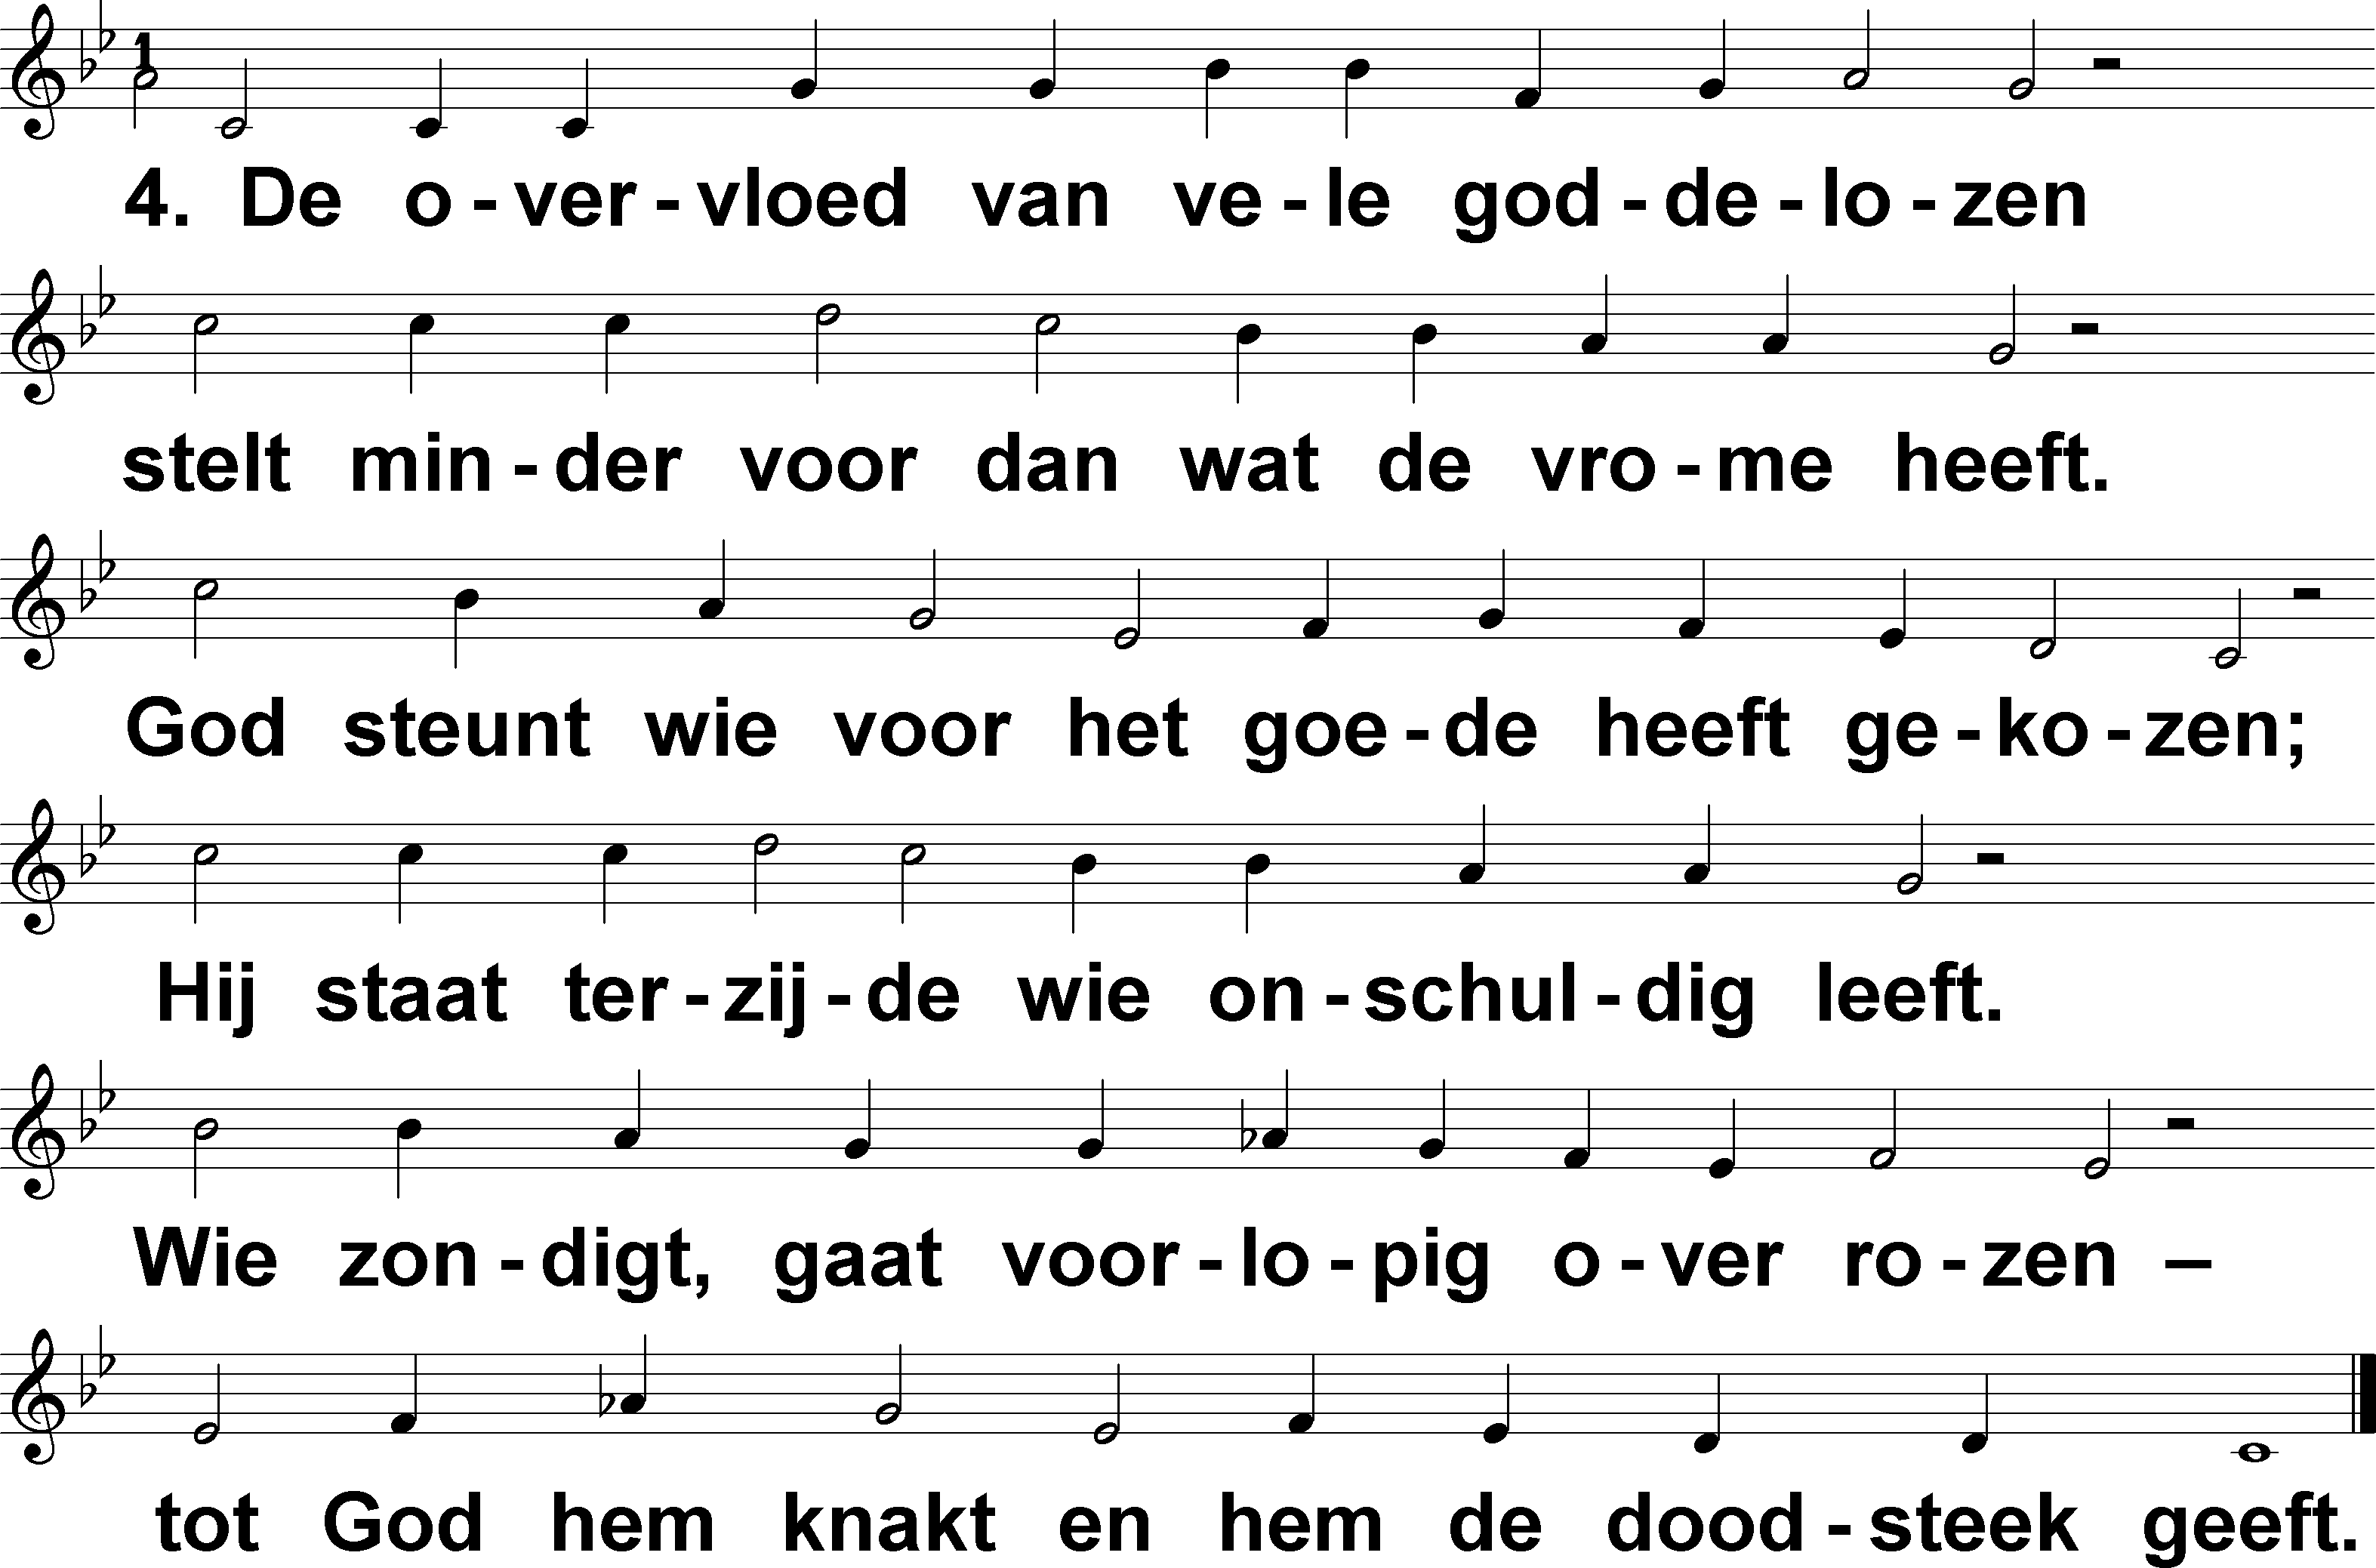 1
4. De o - ver - vloed van ve - le god - de - lo - zen
stelt min - der voor dan wat de vro - me heeft.
God steunt wie voor het goe - de heeft ge - ko - zen;
Hij staat ter - zij - de wie on - schul - dig leeft.
Wie zon - digt, gaat voor - lo - pig o - ver ro - zen –
tot God hem knakt en hem de dood - steek geeft.